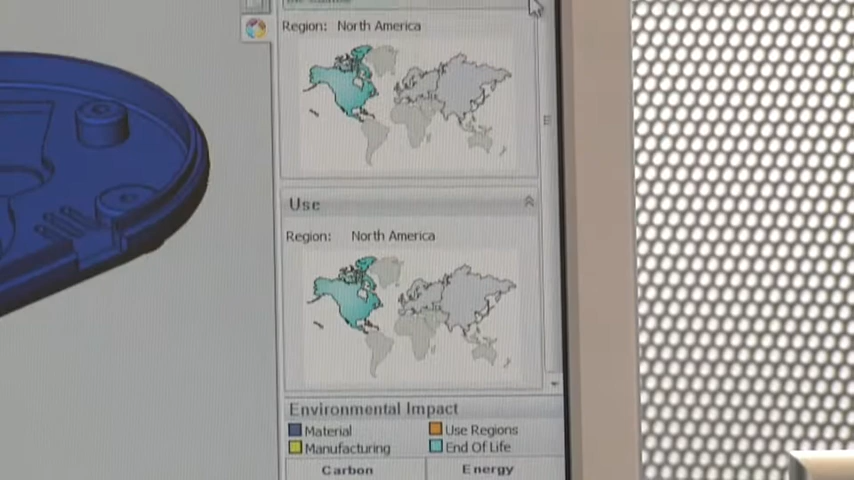 Region: North America
Use
Region: North America
Environmental Impact
Material
Use Regions
Manufacturing
End Of Life
Carbon
Energy